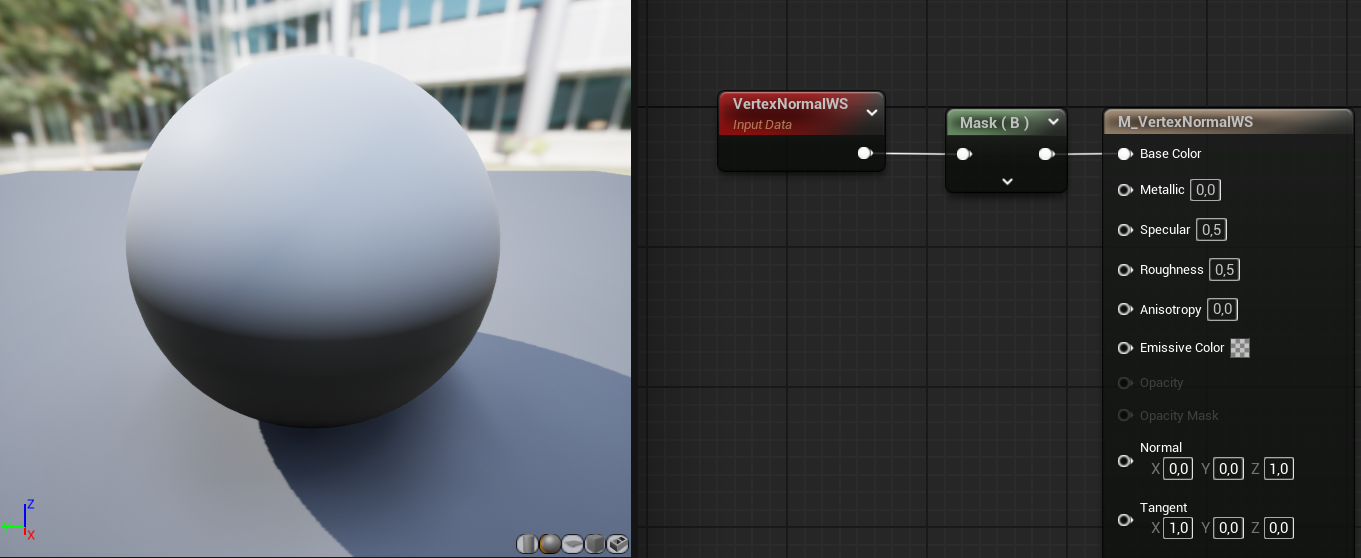 VertexNormalWS
Input Data
Mask ( B )
M_VertexNormalWS
Base Color
Metallic 0,0
Specular 0,5
Roughness 0,5
Anisotropy 0,0
Emissive Color
Opacity
Opacity Mask
Normal
X 0,0 Y 0,0 Z 1,0
Tangent
X 1,0 Y 0,0 Z 0,0
Z
X